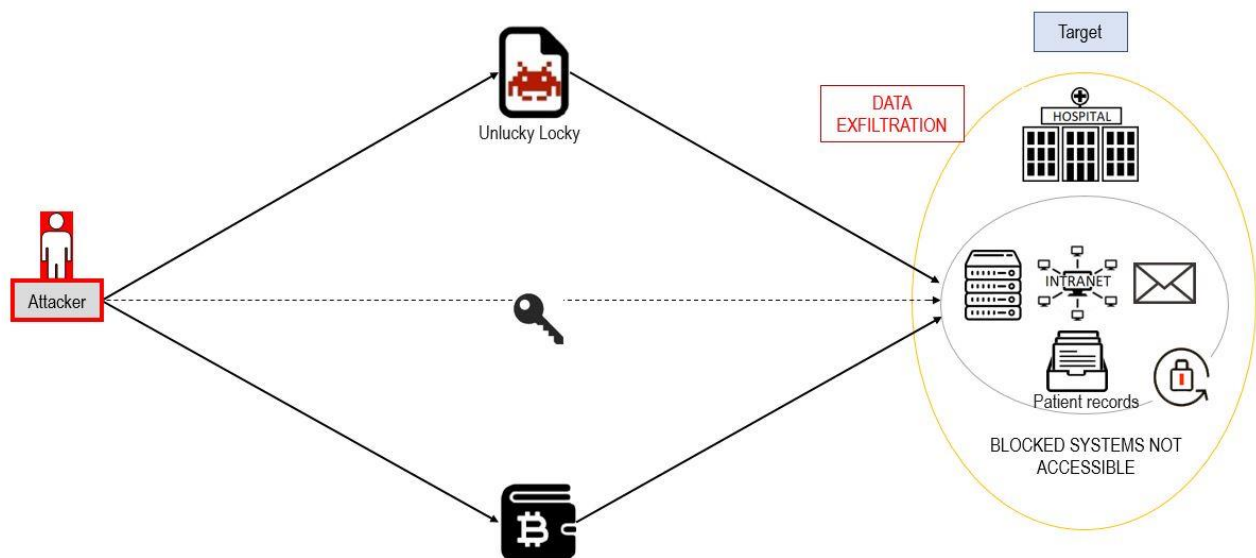 Target
Unlucky Locky
DATA
EXFILTRATION
HOSPITAL
Attacker
INTRANET
Patient records
BLOCKED SYSTEMS NOT
ACCESSIBLE